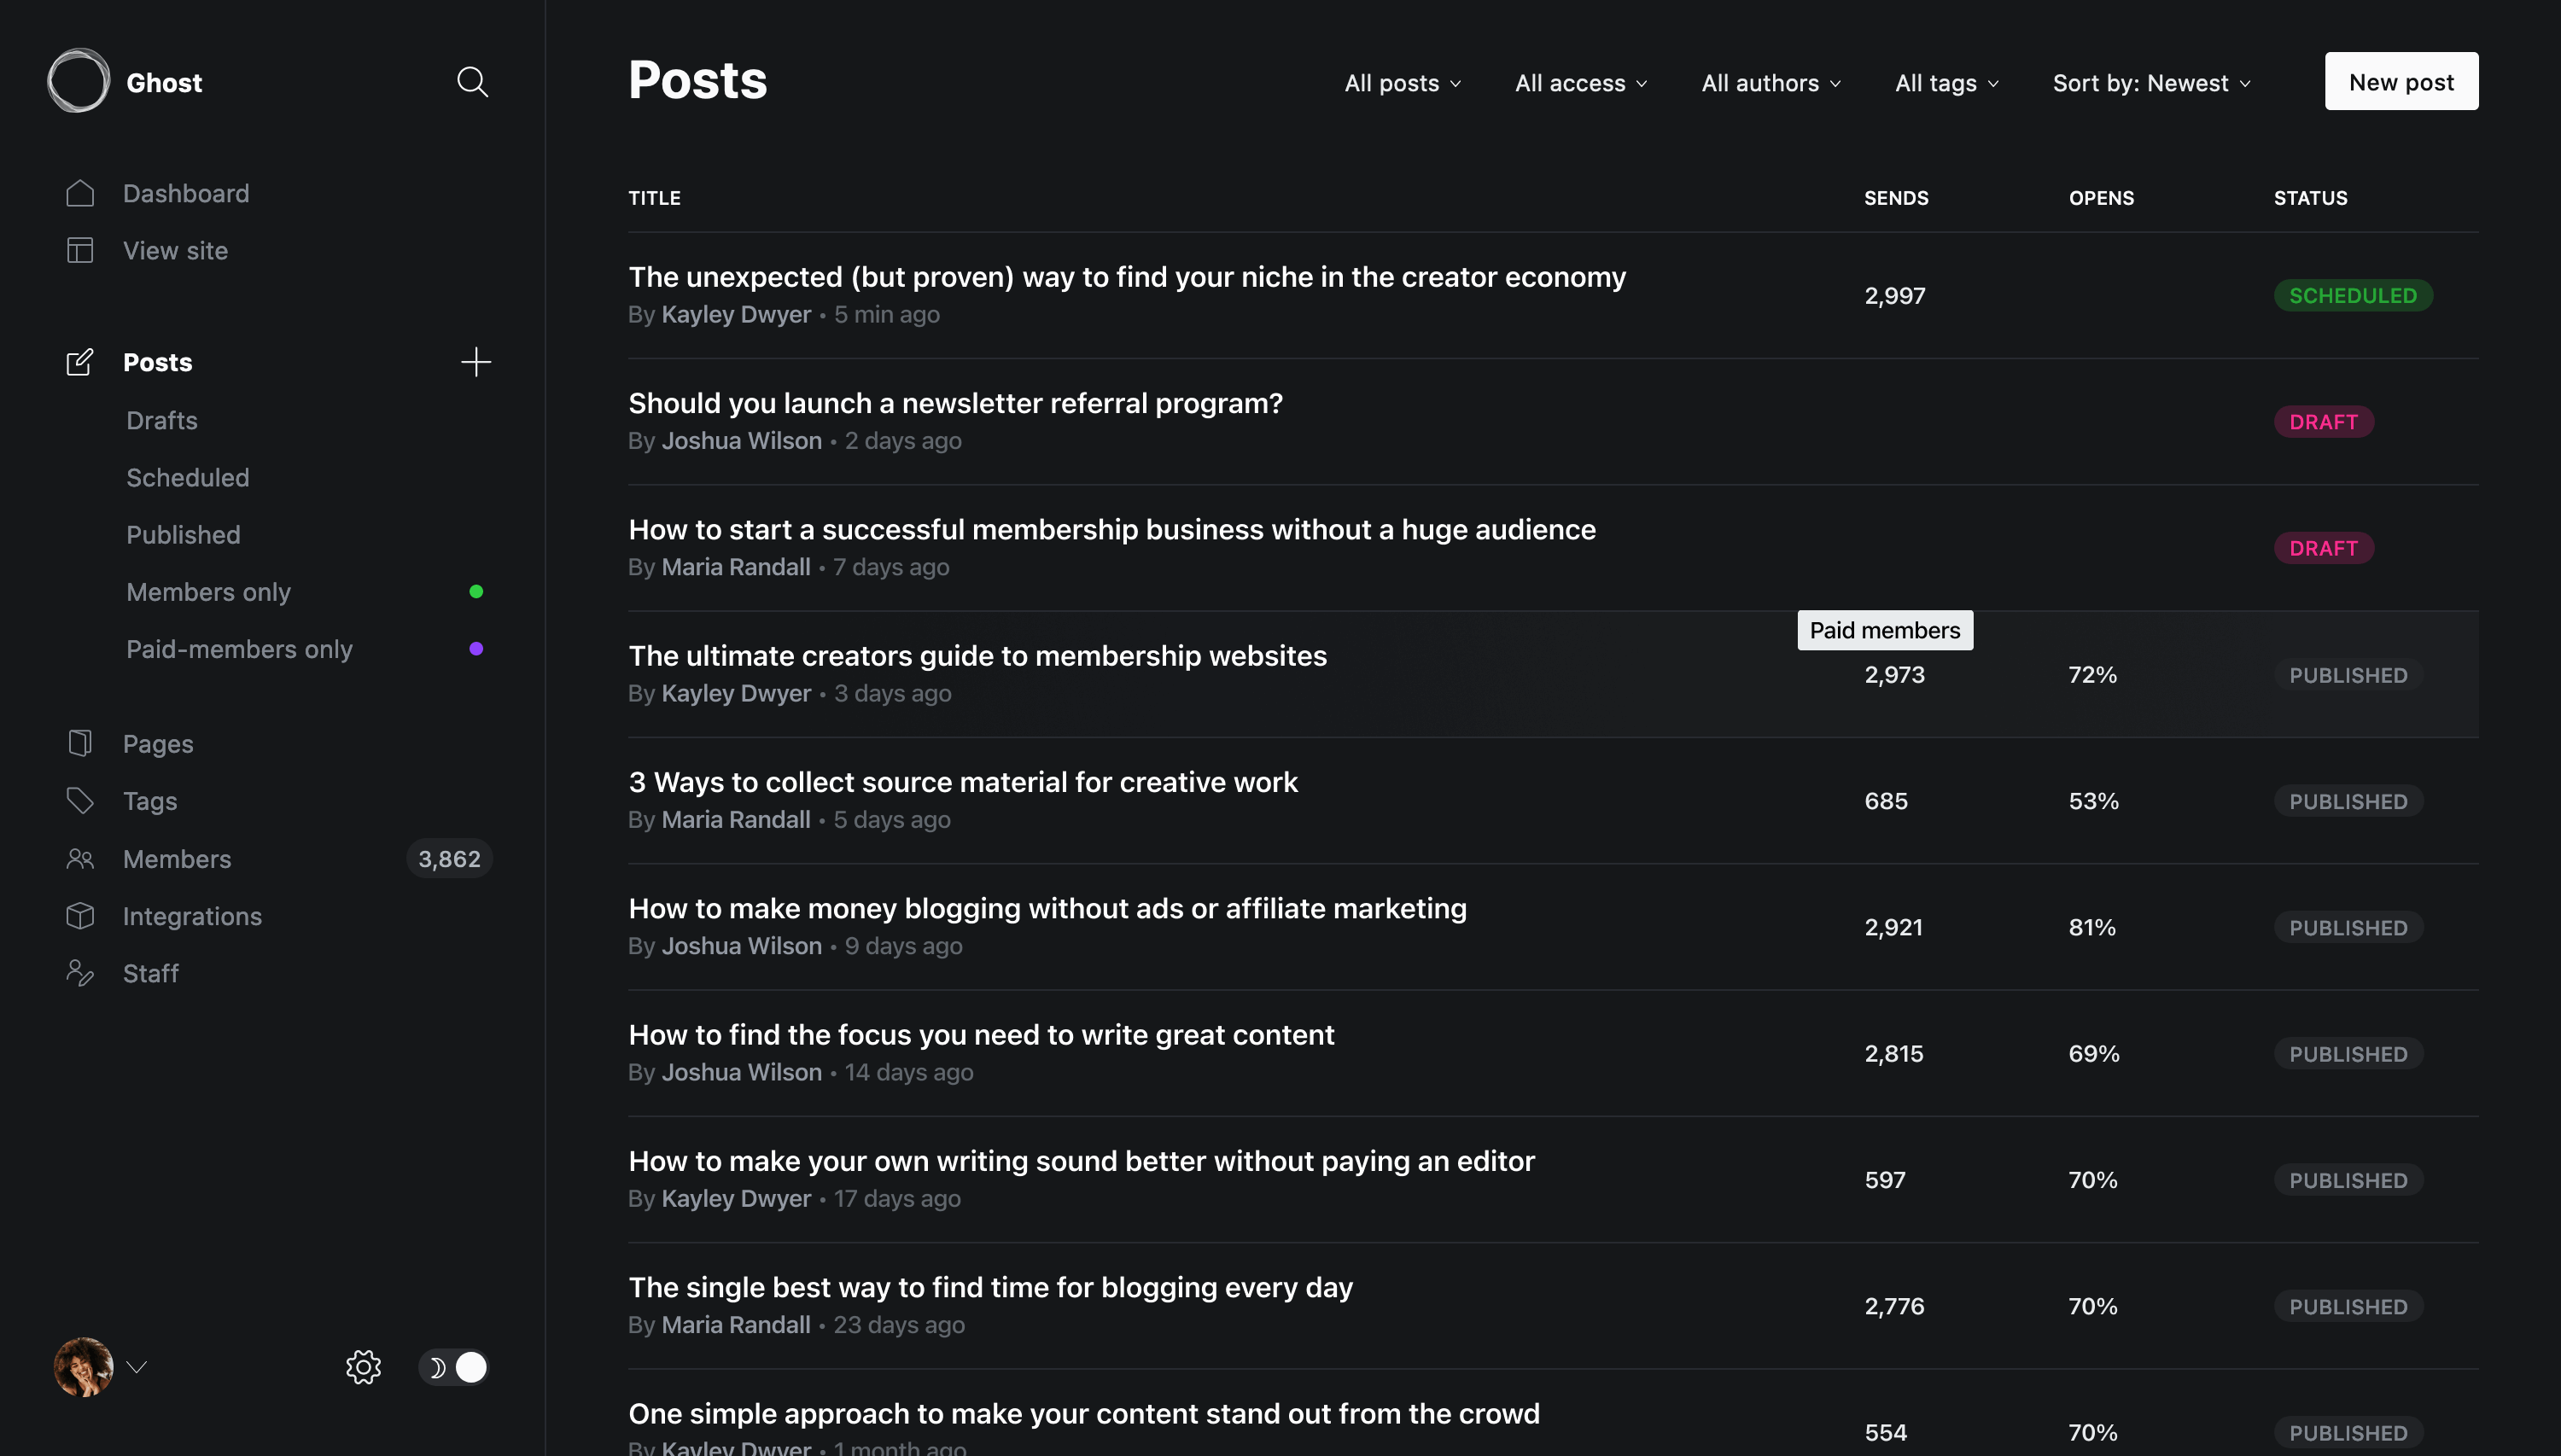 Ghost
Dashboard
View site
Posts
Drafts
Scheduled
Published
Members only
Paid-members only
Pages
Tags
Members 3,862
Integrations
Staff
Posts
All posts All access All authors All tags Sort by: Newest New post
TITLE SENDS OPENS STATUS
The unexpected (but proven) way to find your niche in the creator economy
By Kayley Dwyer • 5 min ago
2,997 SCHEDULED
Should you launch a newsletter referral program?
By Joshua Wilson • 2 days ago
DRAFT
How to start a successful membership business without a huge audience
By Maria Randall • 7 days ago
DRAFT
Paid members
The ultimate creators guide to membership websites
By Kayley Dwyer • 3 days ago
2,973 72% PUBLISHED
3 Ways to collect source material for creative work
By Maria Randall • 5 days ago
685 53% PUBLISHED
How to make money blogging without ads or affiliate marketing
By Joshua Wilson • 9 days ago
2,921 81% PUBLISHED
How to find the focus you need to write great content
By Joshua Wilson • 14 days ago
2,815 69% PUBLISHED
How to make your own writing sound better without paying an editor
By Kayley Dwyer • 17 days ago
597 70% PUBLISHED
The single best way to find time for blogging every day
By Maria Randall • 23 days ago
2,776 70% PUBLISHED
One simple approach to make your content stand out from the crowd
By Kayley Dwyer • 1 month ago
554 70% PUBLISHED